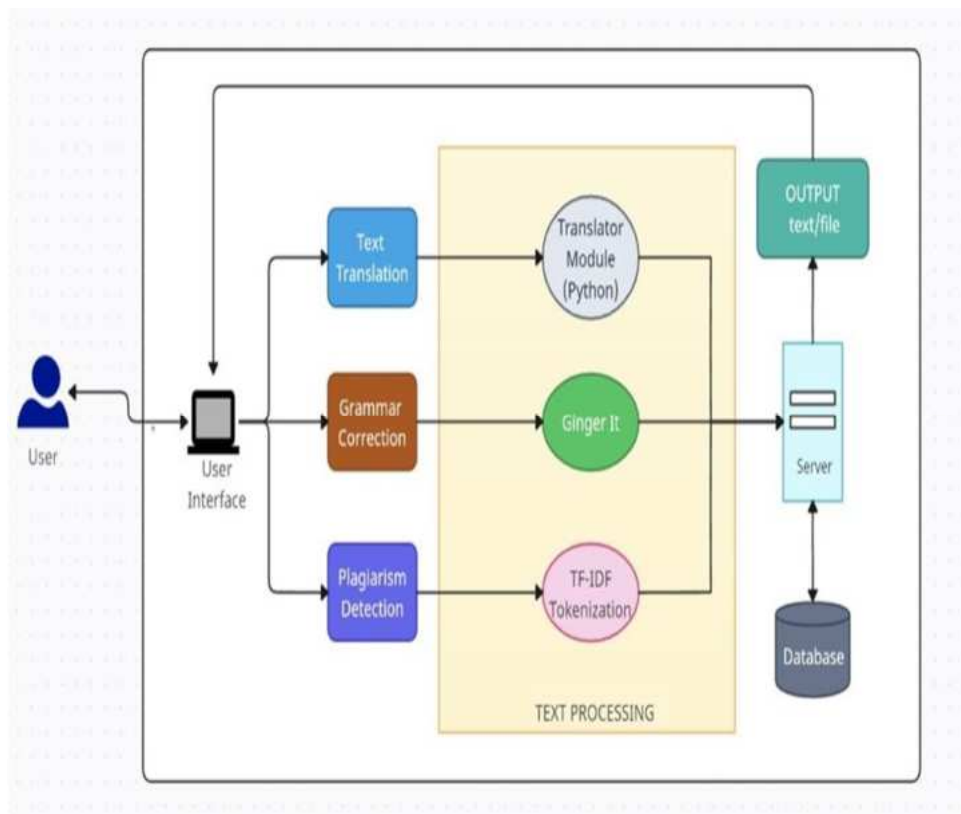 User
User
Interface
Text
Translation
Grammar
Correction
Plagiarism
Detection
Translator
Module
(Python)
Ginger It
TF-IDF
Tokenization
TEXT PROCESSING
OUTPUT
text/file
Server
Database